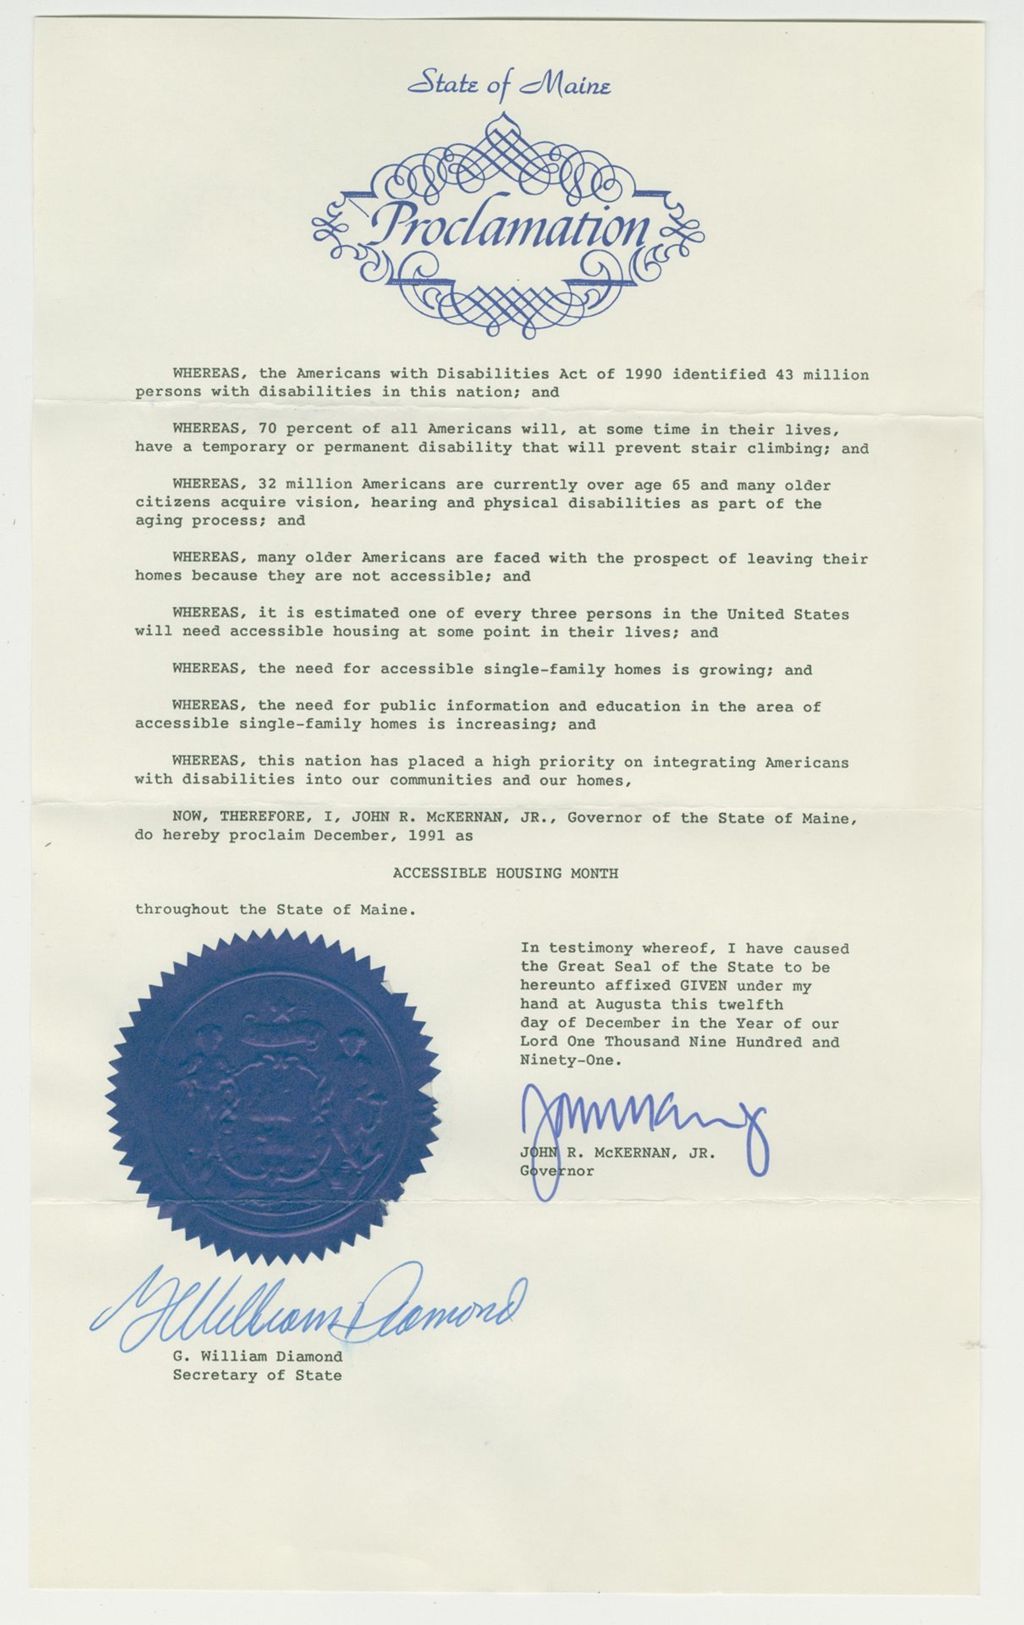 State of Maine
Proclamation
WHEREAS, the Americans with Disabilities Act of 1990 identified 43 million
persons with disabilities in this nation; and
WHEREAS, 70 percent of all Americans will, at some time in their lives,
have a temporary or permanent disability that will prevent stair climbing; and
WHEREAS, 32 million Americans are currently over age 65 and many older
citizens acquire vision, hearing and physical disabilities as part of the
aging process; and
WHEREAS, many older Americans are faced with the prospect of leaving their
homes because they are not accessible; and
WHEREAS, it is estimated one of every three persons in the United States
will need accessible housing at some point in their lives; and
WHEREAS, the need for accessible single-family homes is growing; and
WHEREAS, the need for public information and education in the area of
accessible single-family homes is increasing; and
WHEREAS, this nation has placed a high priority on integrating Americans
with disabilities into our communities and our homes,
NOW, THEREFORE, I, JOHN R. McKERNAN, JR., Governor of the State of Maine,
do hereby proclaim December, 1991 as
ACCESSIBLE HOUSING MONTH
throughout the State of Maine.
In testimony whereof, I have caused
the Great Seal of the State to be
hereunto affixed GIVEN under my
hand at Augusta this twelfth
day of December in the Year of our
Lord One Thousand Nine Hundred and
Ninety-One.
JOHN R. McKERNAN, JR.
Governor
G William Diamond
G. William Diamond
Secretary of State